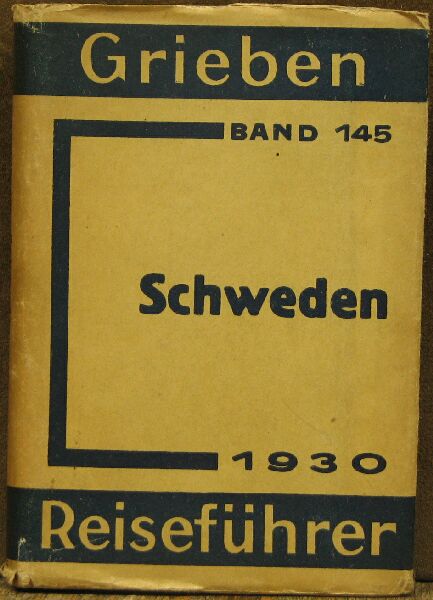 Grieben
BAND 145
Schweden
1930
Reiseführer